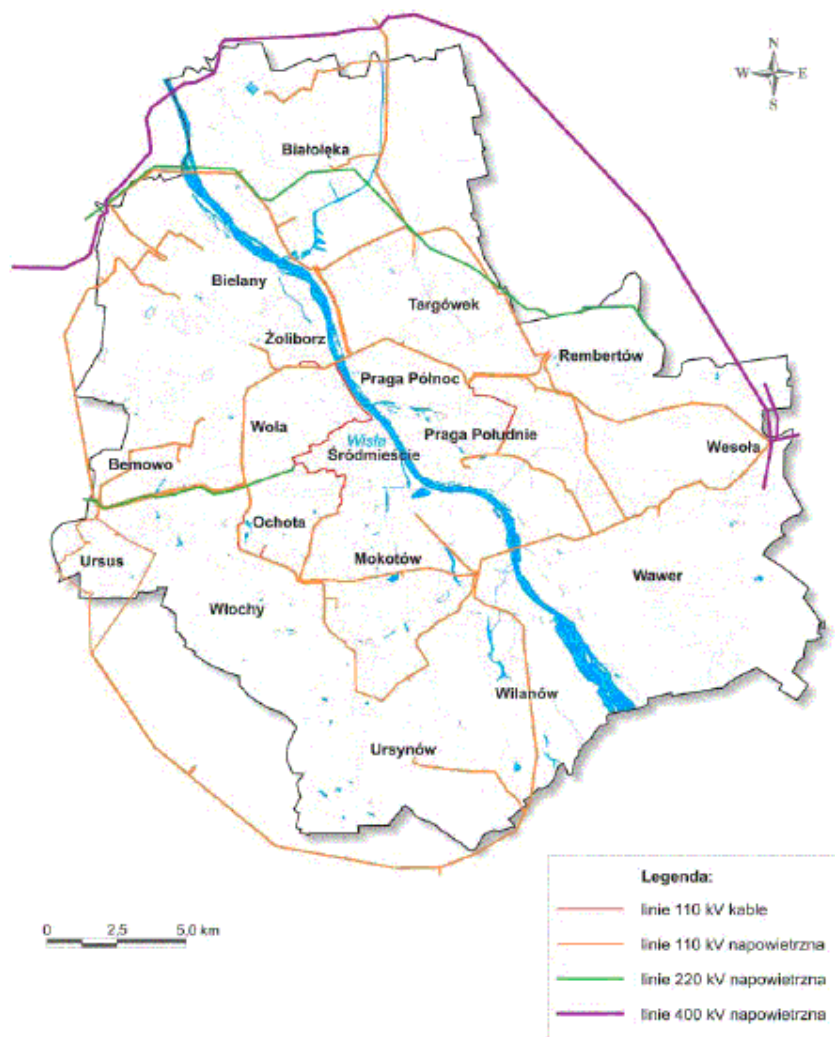 N
W E
S
Białołęka
Bielany
Targówek
Żoliborz
Rembertów
Praga Północ
Wola
Praga Południe
Wisła
Śródmieście
Wesoła
Bemowo
Ochota
Ursus
Mokotów
Wawer
Włochy
Wilanów
Ursynów
Legenda:
linie 110 kV kable
linie 110 kV napowietrzna
linie 220 kV napowietrzna
linie 400 kV napowietrzna
0 2,5 5,0 km